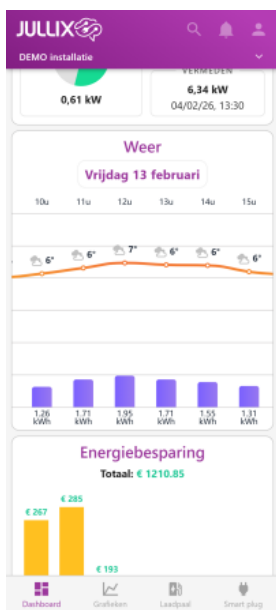 JULLIX
DEMO installatie
VERMEDEN
0,61 kW
6,34 kW
04/02/26, 13:30
Weer
Vrijdag 13 februari
10u 11u 12u 13u 14u 15u
6° 6° 7° 6° 6° 6°
1.26 1.71 1.95 1.71 1.55 1.31
kWh kWh kWh kWh kWh kWh
Energiebesparing
Totaal: € 1210.85
€ 285
€ 267
€ 193
Dashboard Grafieken Laadpaal Smart plug